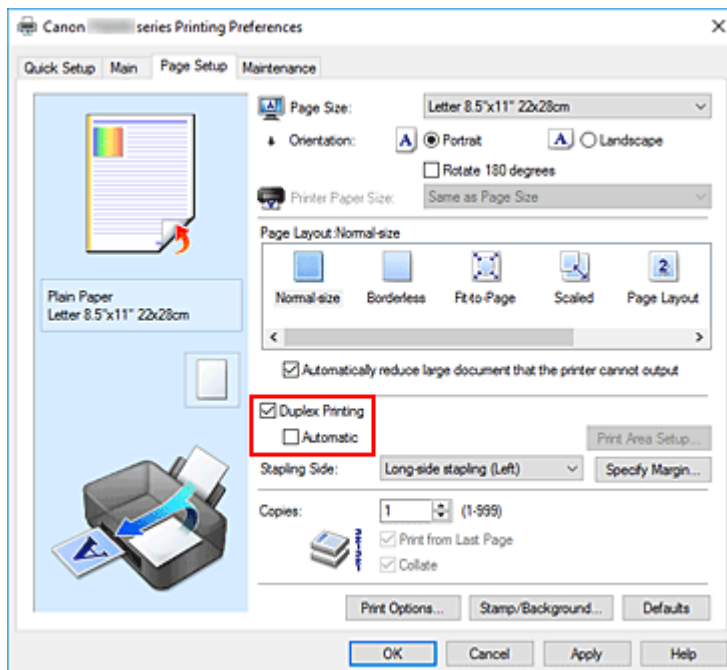 Canon series Printing Preferences
Quick Setup Main Page Setup Maintenance
Page Size: Letter 8.5"x11" 22x28cm
Orientation: A Portrait A Landscape
Rotate 180 degrees
Printer Paper Size: Same as Page Size
Page Layout:Normal-size
2
Normal-size Borderless Fit-to-Page Scaled Page Layout
Plain Paper
Letter 8.5"x11" 22x28cm
Automatically reduce large document that the printer cannot output
Duplex Printing
Automatic Print Area Setup...
Stapling Side: Long-side stapling (Left) Specify Margin...
Copies: 1 (1-999)
Print from Last Page
Collate
A
Print Options... Stamp/Background... Defaults
OK Cancel Apply Help